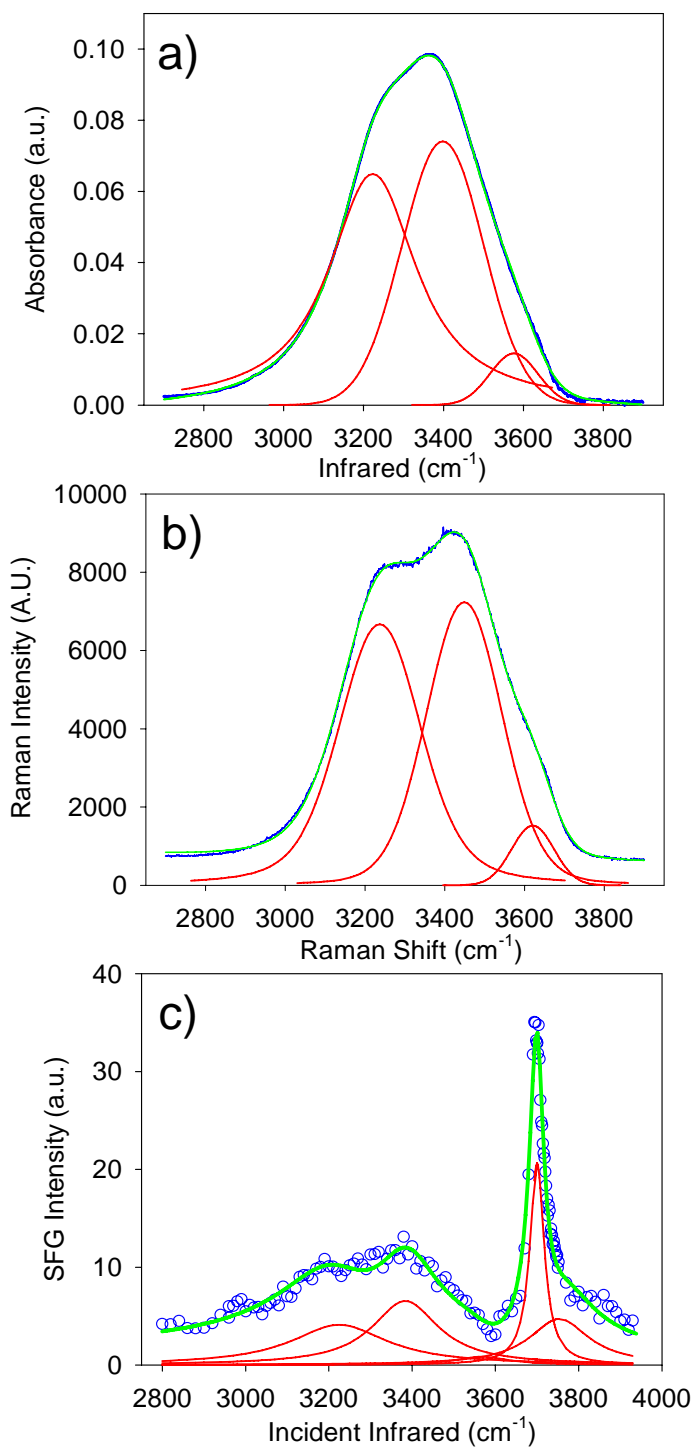 a)
Absorbance (a.u.)
0.10
0.08
0.06
0.04
0.02
0.00
2800 3000 3200 3400 3600 3800
Infrared (cm⁻¹)
b)
Raman Intensity (A.U.)
10000
8000
6000
4000
2000
0
2800 3000 3200 3400 3600 3800
Raman Shift (cm⁻¹)
c)
SFG Intensity (a.u.)
40
30
20
10
0
2800 3000 3200 3400 3600 3800 4000
Incident Infrared (cm⁻¹)